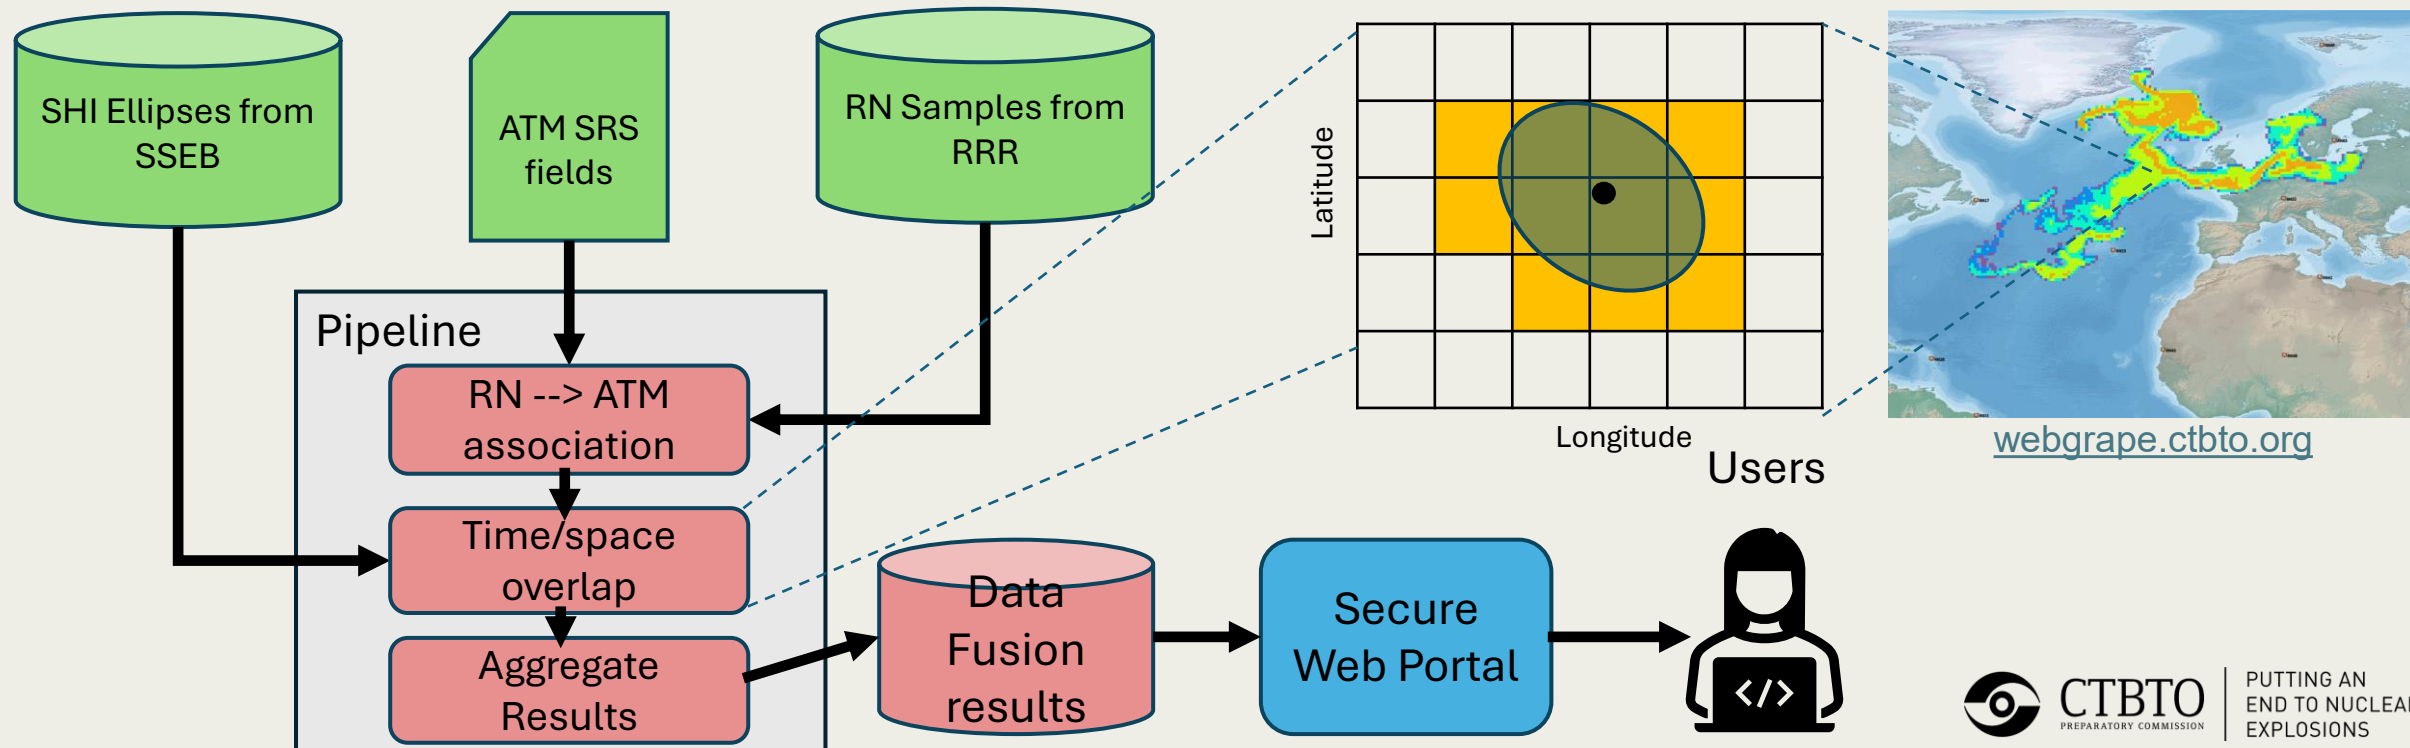 SHI Ellipses from
SSEB
ATM SRS
fields
RN Samples from
RRR
Pipeline
RN --> ATM
association
Time/space
overlap
Aggregate
Results
Latitude
Longitude
Users
webgrape.ctbto.org
Data
Fusion
results
Secure
Web Portal
</>
CTBTO
PREPARATORY COMMISSION
PUTTING AN
END TO NUCLEAR
EXPLOSIONS